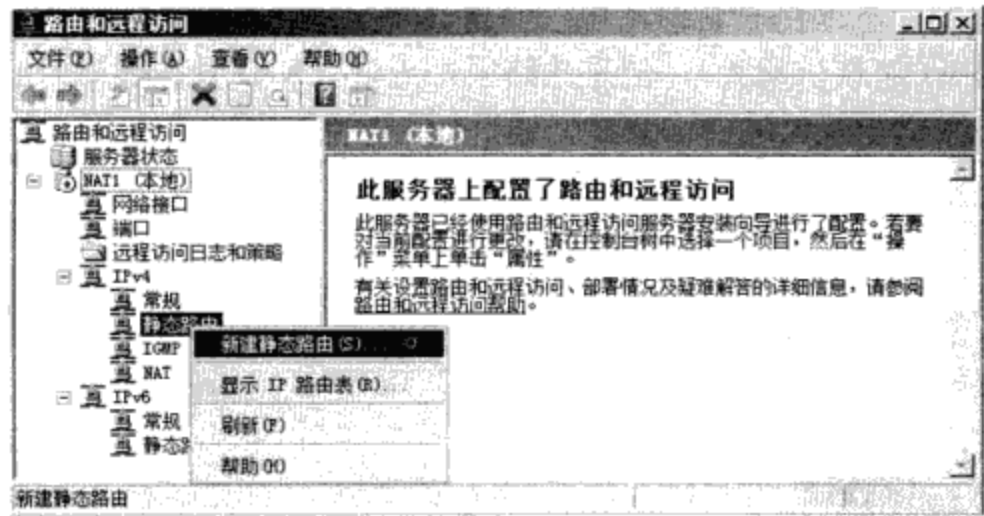 路由和远程访问
文件(F) 操作(A) 查看(V) 帮助(H)
路由和远程访问
服务器状态
NAT1 (本地)
网络接口
端口
远程访问日志和策略
IPv4
常规
静态路由
IGMP
NAT
IPv6
常规
静态
新建静态路由(S)...
显示 IP 路由表(R)...
刷新(F)
帮助(H)
NAT1 (本地)
此服务器上配置了路由和远程访问
此服务器已经使用路由和远程访问服务器安装向导进行了配置。若要
对当前配置进行更改，请在控制台树中选择一个项目，然后在“操
作”菜单上单击“属性”。
有关设置路由和远程访问、部署情况及疑难解答的详细信息，请参阅
路由和远程访问帮助。
新建静态路由